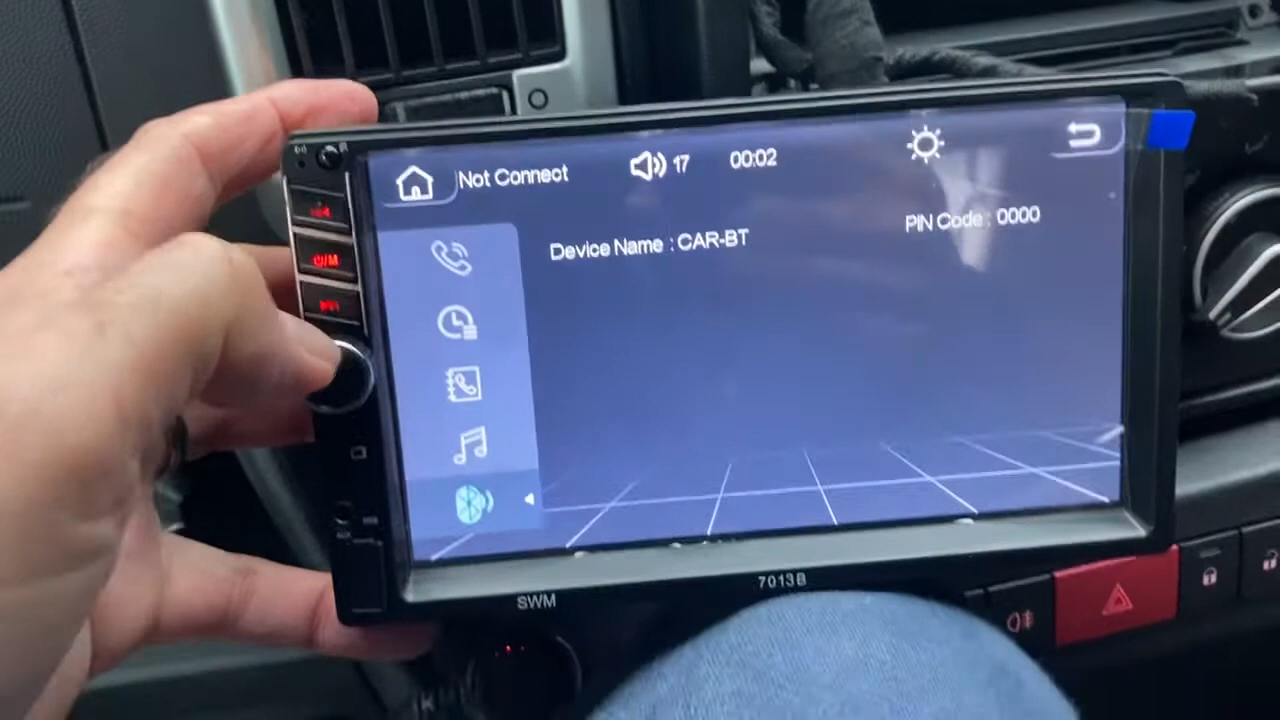 Not Connect
17
00:02
PIN Code : 0000
Device Name : CAR-BT
⏻/M
7013B
SWM